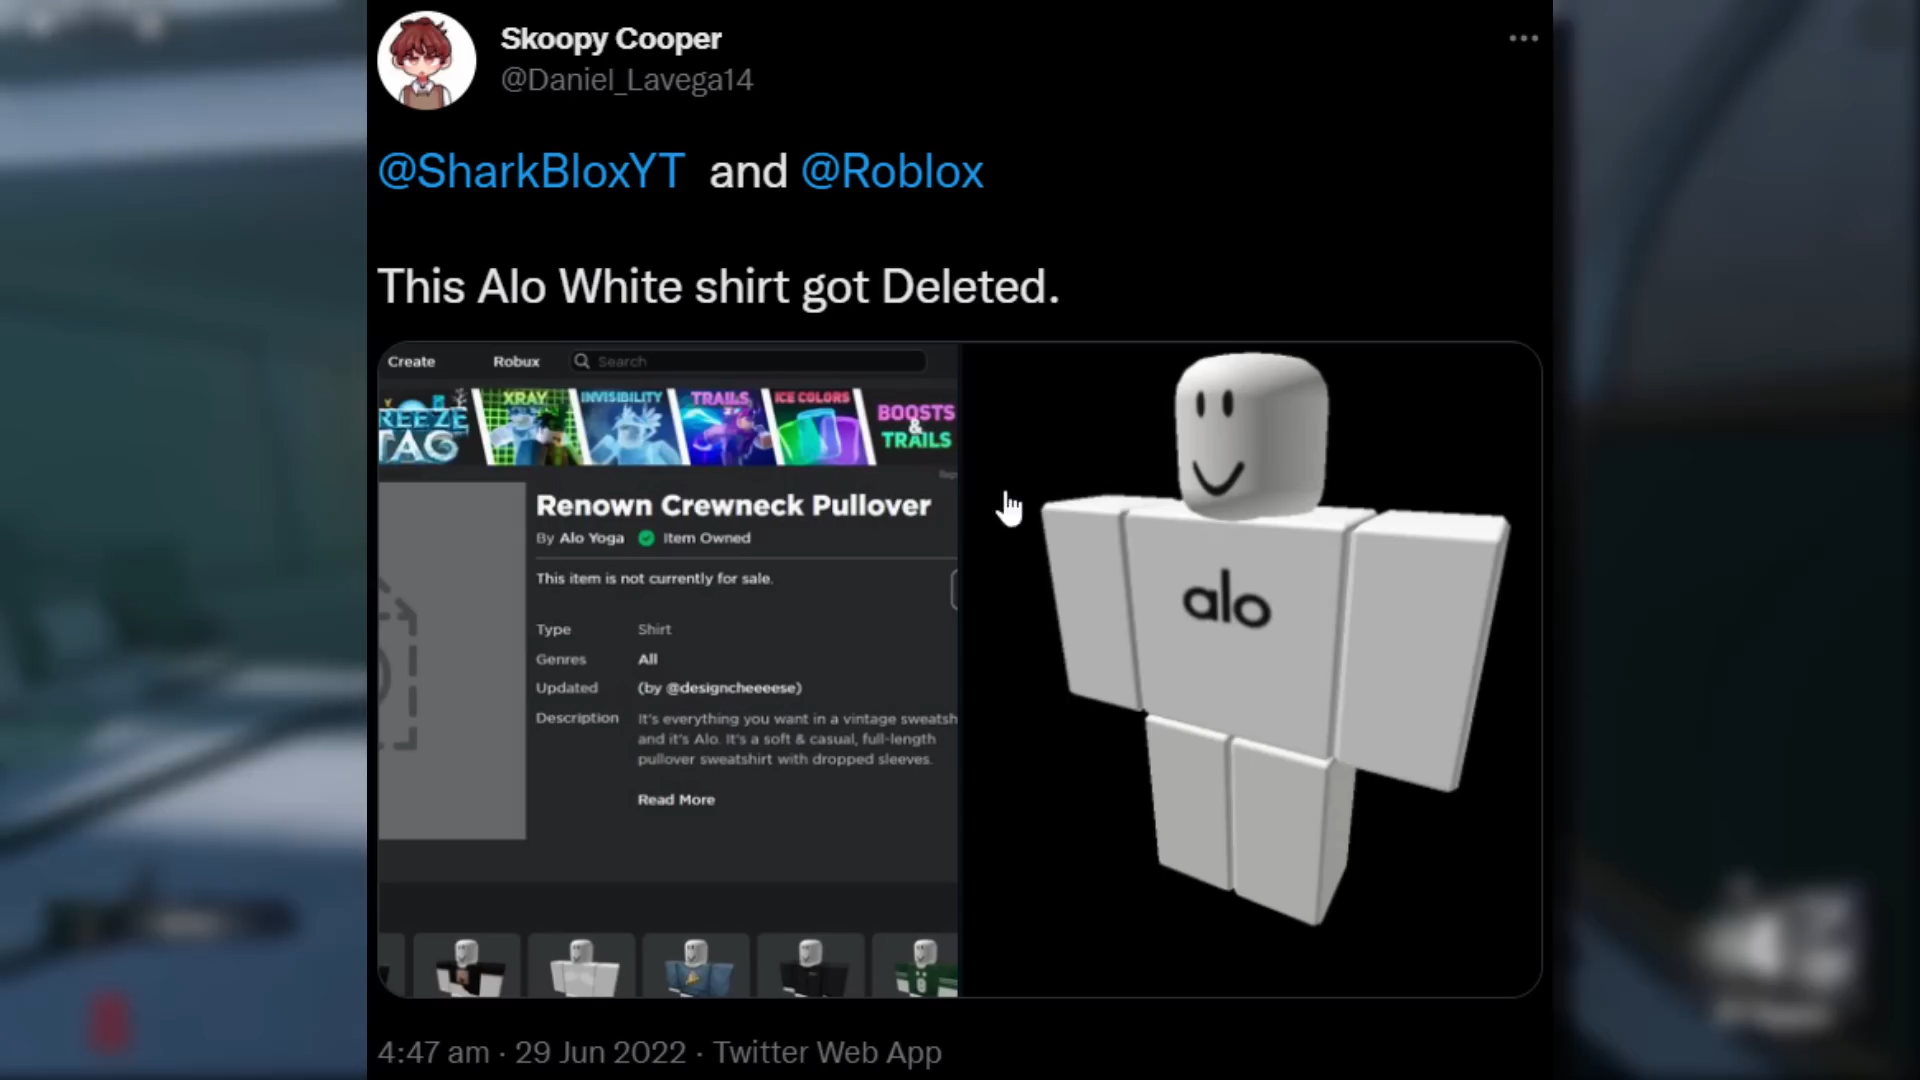 Skoopy Cooper
@Daniel_Lavega14
@SharkBloxYT and @Roblox
This Alo White shirt got Deleted.
Create Robux Search
REEZE TAG
XRAY
INVISIBILITY
TRAILS
ICE COLORS
BOOSTS & TRAILS
Renown Crewneck Pullover
By Alo Yoga Item Owned
This item is not currently for sale.
Type Shirt
Genres All
Updated (by @designcheeeese)
Description It's everything you want in a vintage sweatsh
and it's Alo. It's a soft & casual, full-length
pullover sweatshirt with dropped sleeves.
Read More
alo
4:47 am · 29 Jun 2022 · Twitter Web App